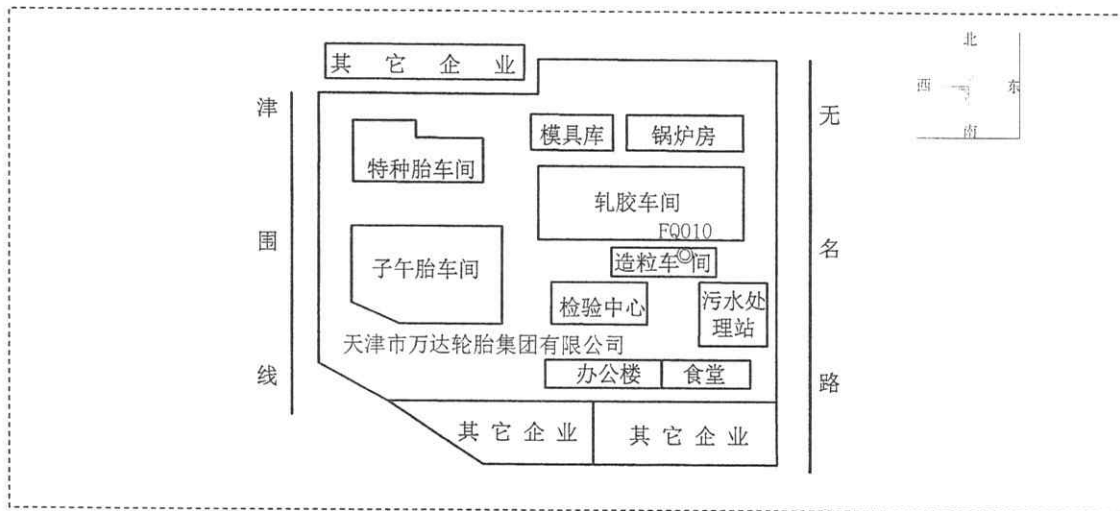 其它企业
北
西
东
南
津围线
无名路
模具库
锅炉房
特种胎车间
轧胶车间
FQ010
造粒车间
子午胎车间
检验中心
污水处
理站
天津市万达轮胎集团有限公司
办公楼
食堂
其它企业
其它企业